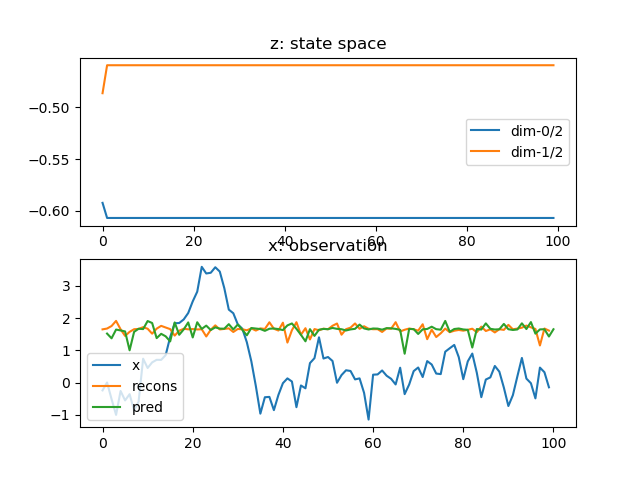 z: state space
−0.50
−0.55
−0.60
dim-0/2
dim-1/2
0 20 40 60 80 100
x: observation
3
2
1
0
−1
x
recons
pred
0 20 40 60 80 100